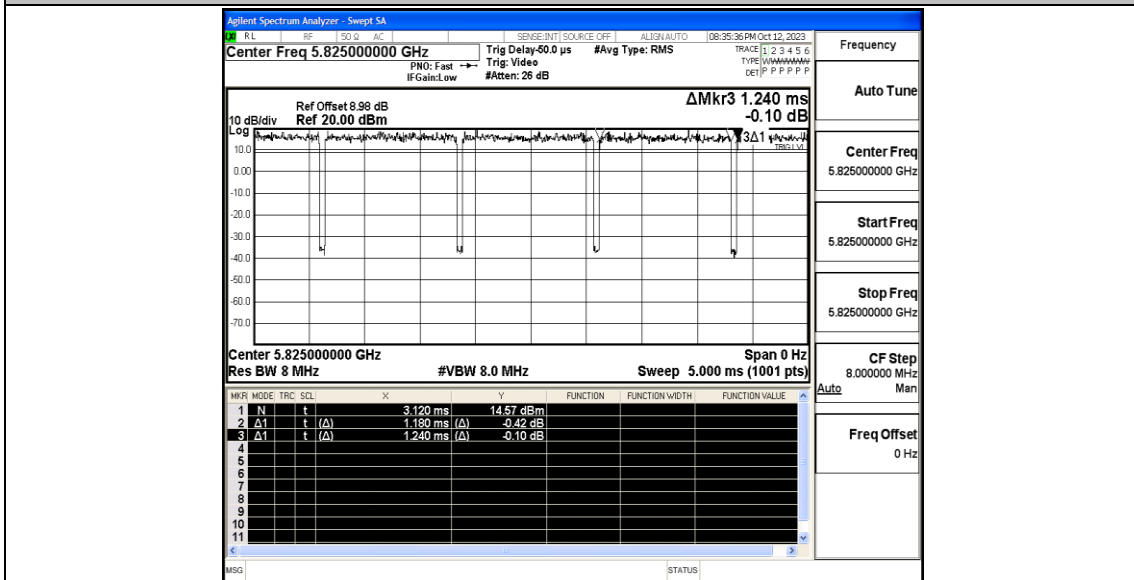 Agilent Spectrum Analyzer - Swept SA
RL RF 50 Ω AC SENSE:INT SOURCE OFF ALIGN AUTO 08:35:36 PM Oct 12, 2023
Center Freq 5.825000000 GHz
PNO: Fast
IFGain:Low
Trig Delay-50.0 µs #Avg Type: RMS
Trig: Video
#Atten: 26 dB
TRACE 1 2 3 4 5 6
TYPE
DET P P P P P P
Frequency
Auto Tune
Center Freq
5.825000000 GHz
Start Freq
5.825000000 GHz
Stop Freq
5.825000000 GHz
CF Step
8.000000 MHz
Auto Man
Freq Offset
0 Hz
ΔMkr3 1.240 ms
-0.10 dB
Ref Offset 8.98 dB
10 dB/div Ref 20.00 dBm
Log
3Δ1
TRIG LVL
10.0
0.00
-10.0
-20.0
-30.0
-40.0
-50.0
-60.0
-70.0
Center 5.825000000 GHz Span 0 Hz
Res BW 8 MHz #VBW 8.0 MHz Sweep 5.000 ms (1001 pts)
MKR MODE TRC SCL X Y FUNCTION FUNCTION WIDTH FUNCTION VALUE
1 N t 3.120 ms 14.57 dBm
2 Δ1 t (Δ) 1.180 ms (Δ) -0.42 dB
3 Δ1 t (Δ) 1.240 ms (Δ) -0.10 dB
4
5
6
7
8
9
10
11
MSG STATUS